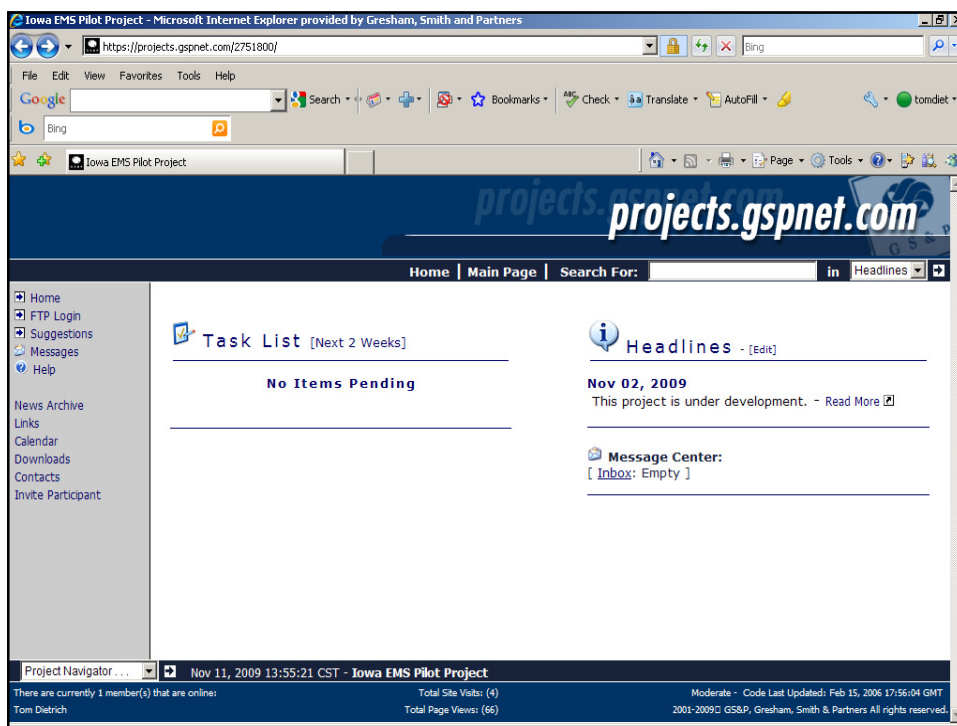 Iowa EMS Pilot Project - Microsoft Internet Explorer provided by Gresham, Smith and Partners
https://projects.gspnet.com/2751800/
Bing
File Edit View Favorites Tools Help
Google Search Bookmarks Check Translate AutoFill tomdiet
Bing
Iowa EMS Pilot Project Page Tools
projects.gspnet.com
projects.gspnet.com
GS&P
Home | Main Page | Search For: in Headlines
Home
FTP Login
Suggestions
Messages
Help
News Archive
Links
Calendar
Downloads
Contacts
Invite Participant
Task List [Next 2 Weeks]
No Items Pending
Headlines - [Edit]
Nov 02, 2009
This project is under development. - Read More
Message Center:
[ Inbox: Empty ]
Project Navigator . . . Nov 11, 2009 13:55:21 CST - Iowa EMS Pilot Project
There are currently 1 member(s) that are online: Total Site Visits: (4) Moderate - Code Last Updated: Feb 15, 2006 17:56:04 GMT
Tom Dietrich Total Page Views: (66) 2001-2009 GS&P, Gresham, Smith & Partners All rights reserved.